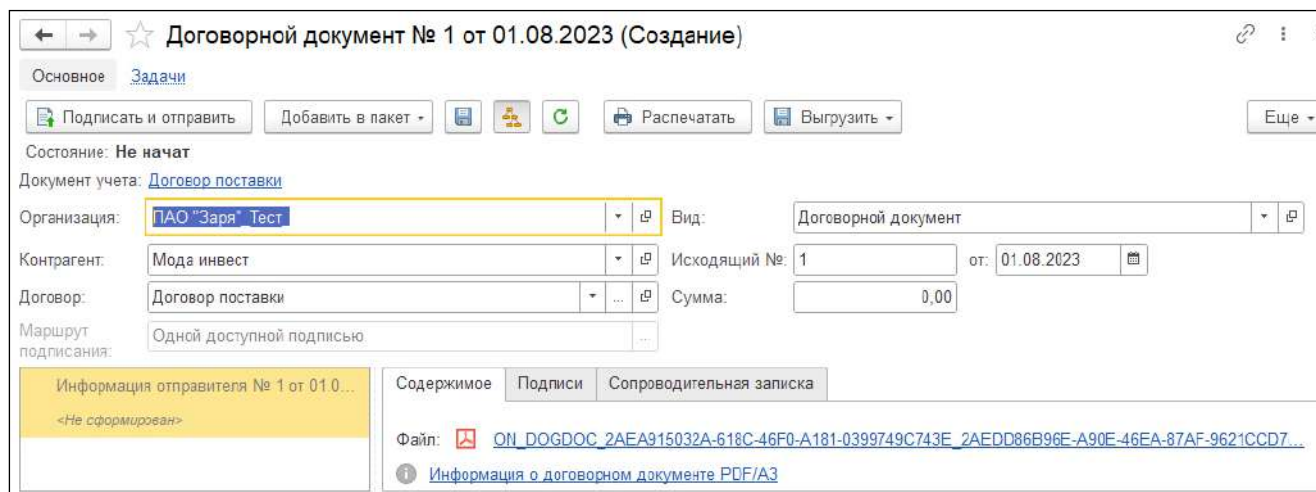 Договорной документ № 1 от 01.08.2023 (Создание)
Основное Задачи
Подписать и отправить Добавить в пакет Распечатать Выгрузить Еще
Состояние: Не начат
Документ учета: Договор поставки
Организация: ПАО "Заря"_Тест Вид: Договорной документ
Контрагент: Мода инвест Исходящий №: 1 от: 01.08.2023
Договор: Договор поставки ... Сумма: 0,00
Маршрут подписания: Одной доступной подписью ...
Информация отправителя № 1 от 01.0... Содержимое Подписи Сопроводительная записка
<Не сформирован>
Файл: ON_DOGDOC_2AEA915032A-618C-46F0-A181-0399749C743E_2AEDD86B96E-A90E-46EA-87AF-9621CCD7...
Информация о договорном документе PDF/A3